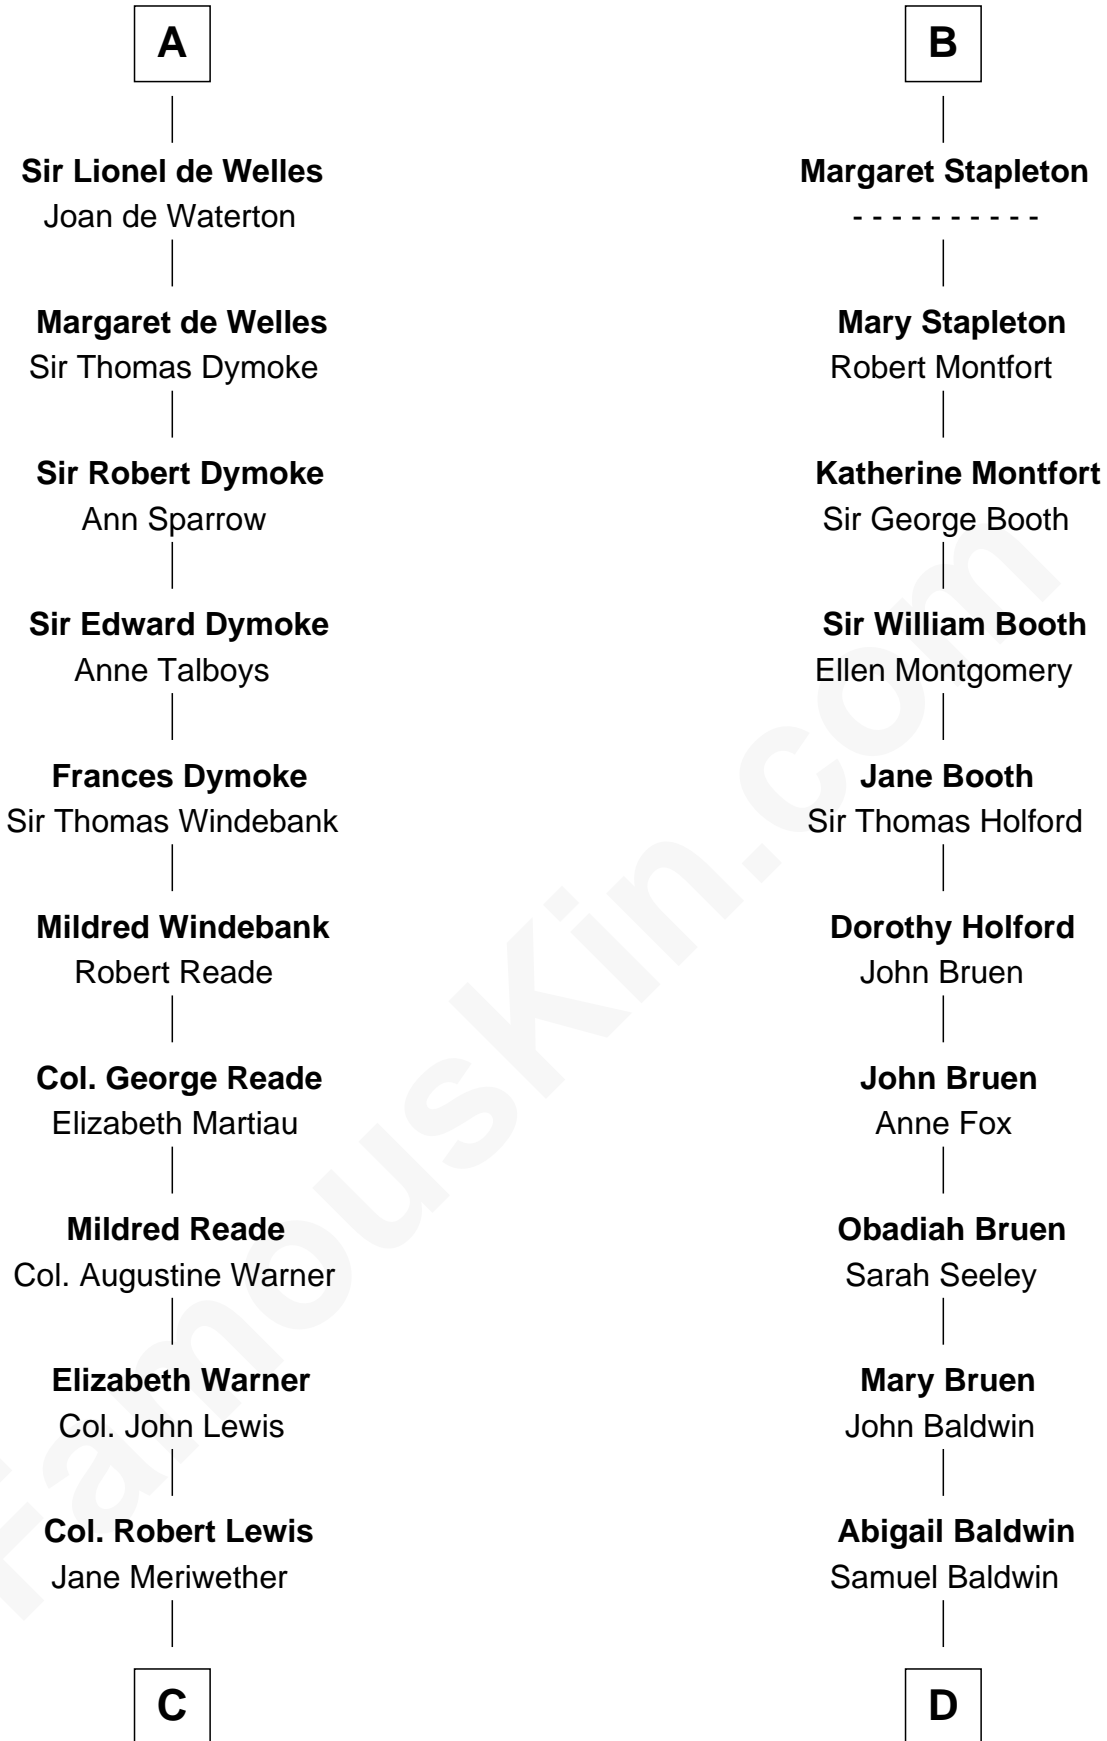 A
Sir Lionel de Welles
Joan de Waterton
Margaret de Welles
Sir Thomas Dymoke
Sir Robert Dymoke
Ann Sparrow
Sir Edward Dymoke
Anne Talboys
Frances Dymoke
Sir Thomas Windebank
Mildred Windebank
Robert Reade
Col. George Reade
Elizabeth Martiau
Mildred Reade
Col. Augustine Warner
Elizabeth Warner
Col. John Lewis
Col. Robert Lewis
Jane Meriwether
C
B
Margaret Stapleton
- - - - - - - - - -
Mary Stapleton
Robert Montfort
Katherine Montfort
Sir George Booth
Sir William Booth
Ellen Montgomery
Jane Booth
Sir Thomas Holford
Dorothy Holford
John Bruen
John Bruen
Anne Fox
Obadiah Bruen
Sarah Seeley
Mary Bruen
John Baldwin
Abigail Baldwin
Samuel Baldwin
D
FamousKin.com